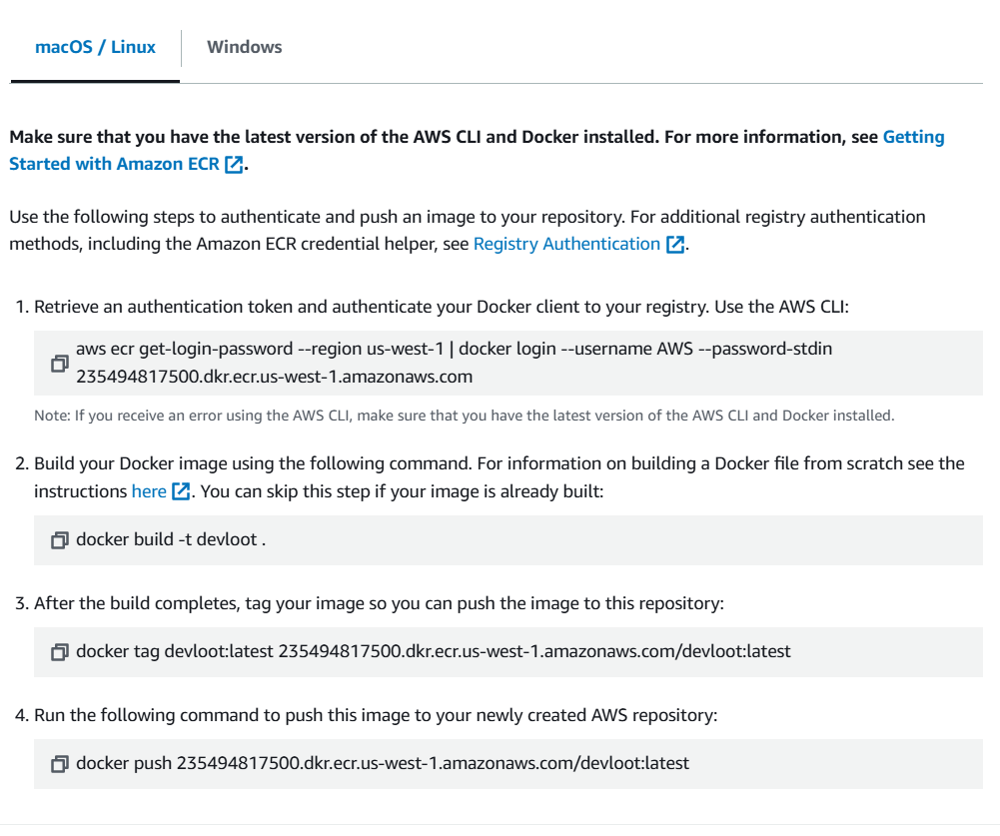 macOS / Linux
Windows
Make sure that you have the latest version of the AWS CLI and Docker installed. For more information, see Getting
Started with Amazon ECR.
Use the following steps to authenticate and push an image to your repository. For additional registry authentication
methods, including the Amazon ECR credential helper, see Registry Authentication.
1. Retrieve an authentication token and authenticate your Docker client to your registry. Use the AWS CLI:
aws ecr get-login-password --region us-west-1 | docker login --username AWS --password-stdin
235494817500.dkr.ecr.us-west-1.amazonaws.com
Note: If you receive an error using the AWS CLI, make sure that you have the latest version of the AWS CLI and Docker installed.
2. Build your Docker image using the following command. For information on building a Docker file from scratch see the
instructions here. You can skip this step if your image is already built:
docker build -t devloot .
3. After the build completes, tag your image so you can push the image to this repository:
docker tag devloot:latest 235494817500.dkr.ecr.us-west-1.amazonaws.com/devloot:latest
4. Run the following command to push this image to your newly created AWS repository:
docker push 235494817500.dkr.ecr.us-west-1.amazonaws.com/devloot:latest